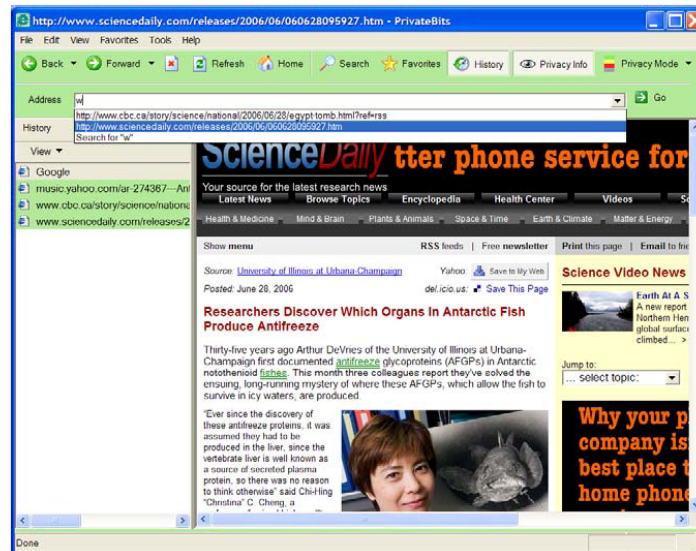 http://www.sciencedaily.com/releases/2006/06/060628095927.htm - PrivateBits
File Edit View Favorites Tools Help
Back Forward Refresh Home Search Favorites History Privacy Info Privacy Mode
Address w Go
http://www.cbc.ca/story/science/national/2006/06/28/egypt-tomb.html?ref=rss
http://www.sciencedaily.com/releases/2006/06/060628095927.htm
Search for "w"
History
View
Google
music.yahoo.com/ar-274367---An
www.cbc.ca/story/science/nationa
www.sciencedaily.com/releases/2
ScienceDaily tter phone service for
Your source for the latest research news
Latest News Browse Topics Encyclopedia Health Center Videos
Health & Medicine Mind & Brain Plants & Animals Space & Time Earth & Climate Matter & Energy
Show menu RSS feeds | Free newsletter Print this page | Email to frie
Source: University of Illinois at Urbana-Champaign Yahoo Save to My Web
Posted: June 28, 2006 del.icio.us: Save This Page
Researchers Discover Which Organs In Antarctic Fish
Produce Antifreeze
Thirty-five years ago Arthur DeVries of the University of Illinois at Urbana-
Champaign first documented antifreeze glycoproteins (AFGPs) in Antarctic
notothenioid fishes. This month three colleagues report they've solved the
ensuing, long-running mystery of where these AFGPs, which allow the fish to
survive in icy waters, are produced.
"Ever since the discovery of
these antifreeze proteins, it was
assumed they had to be
produced in the liver, since the
vertebrate liver is well known as
a source of secreted plasma
protein, so there was no reason
to think otherwise" said Chi-Hing
"Christina" C. Cheng, a
Science Video News
Earth At A S
A new report
Northern Hem
global surfac
climbed... >
Jump to:
... select topic:
Why your p
company is
best place t
home phone
Done